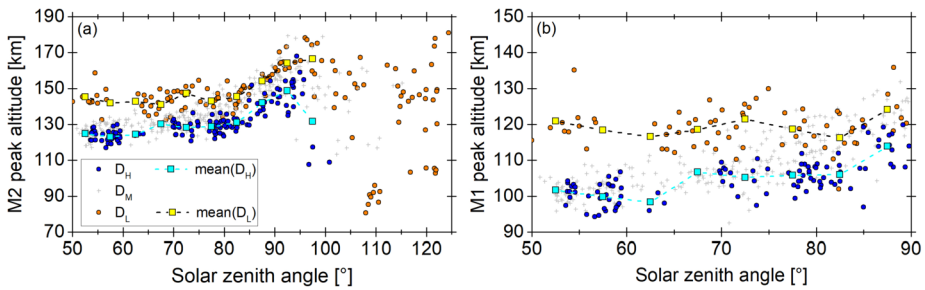 (a)
M2 peak altitude [km]
190
170
150
130
110
90
70
D_H
mean(D_H)
D_M
D_L
mean(D_L)
50 60 70 80 90 100 110 120
Solar zenith angle [°]
(b)
M1 peak altitude [km]
150
140
130
120
110
100
90
50 60 70 80 90
Solar zenith angle [°]